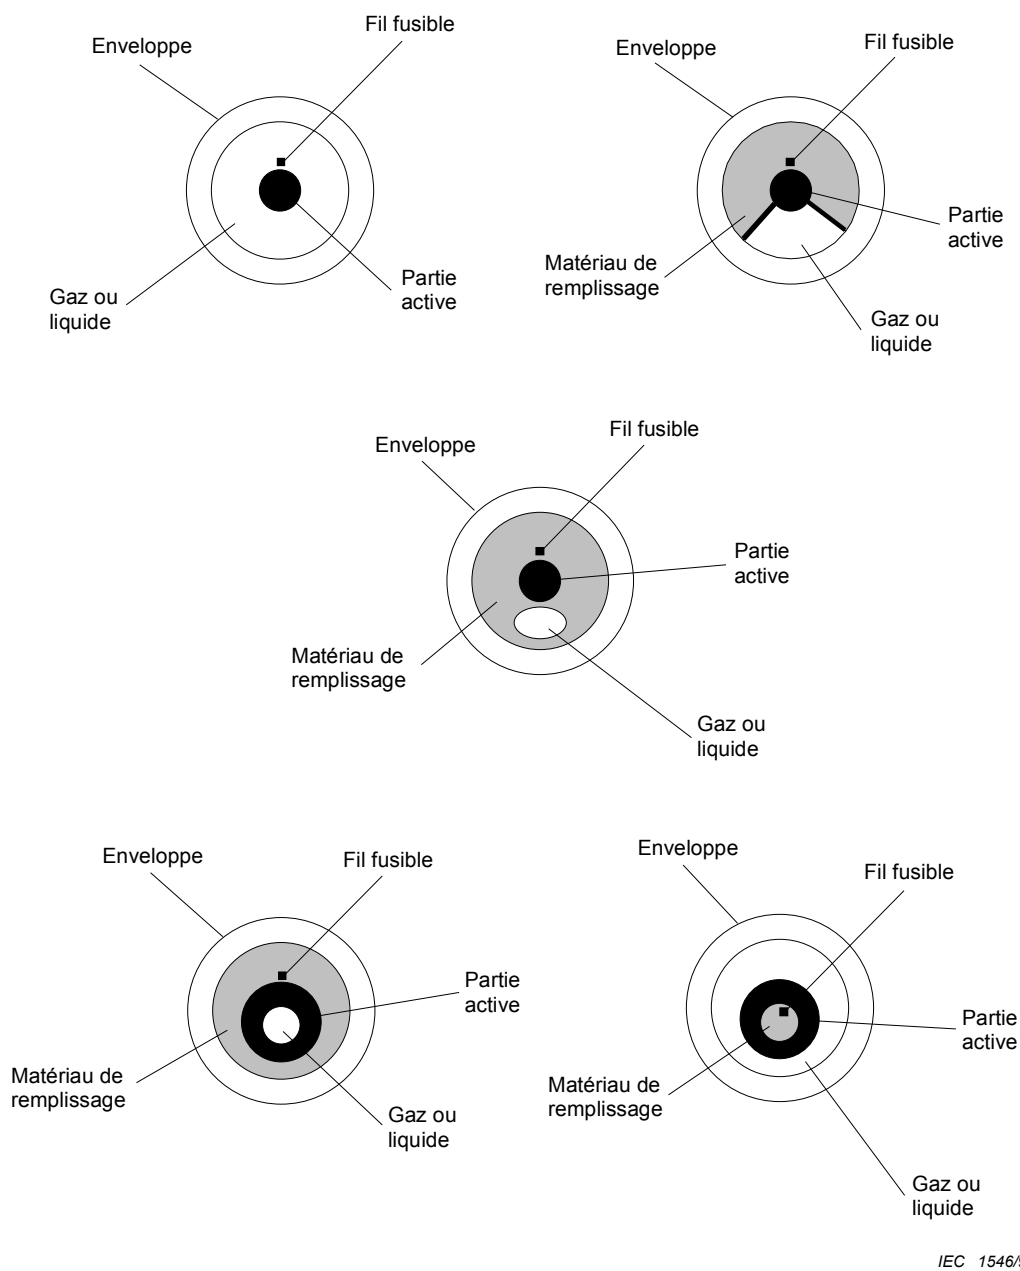 Fil fusible
Enveloppe
Gaz ou
liquide
Partie
active
Fil fusible
Enveloppe
Partie
active
Matériau de
remplissage
Gaz ou
liquide
Fil fusible
Enveloppe
Partie
active
Matériau de
remplissage
Gaz ou
liquide
Enveloppe
Fil fusible
Partie
active
Matériau de
remplissage
Gaz ou
liquide
Enveloppe
Fil fusible
Partie
active
Matériau de
remplissage
Gaz ou
liquide
IEC 1546/